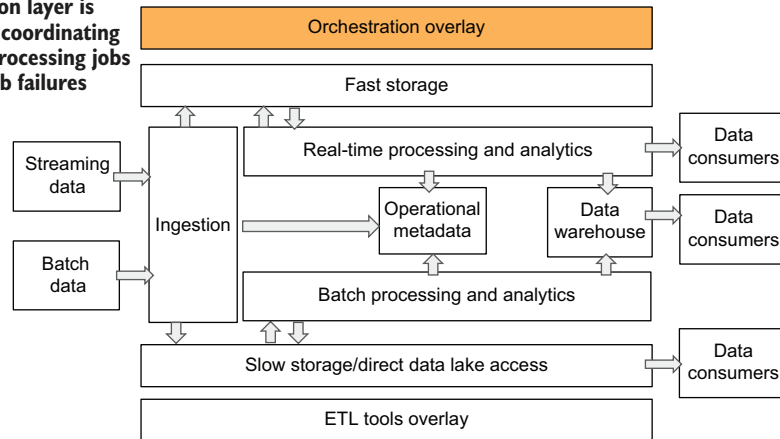 on layer is
coordinating
rocessing jobs
b failures
Orchestration overlay
Fast storage
Real-time processing and analytics
Data
consumers
Streaming
data
Ingestion
Operational
metadata
Data
warehouse
Data
consumers
Batch
data
Batch processing and analytics
Slow storage/direct data lake access
Data
consumers
ETL tools overlay